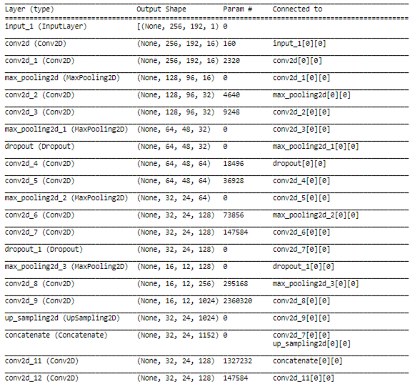 Layer (type) Output Shape Param # Connected to
input_1 (InputLayer) [(None, 256, 192, 1) 0
conv2d (Conv2D) (None, 256, 192, 16) 160 input_1[0][0]
conv2d_1 (Conv2D) (None, 256, 192, 16) 2320 conv2d[0][0]
max_pooling2d (MaxPooling2D) (None, 128, 96, 16) 0 conv2d_1[0][0]
conv2d_2 (Conv2D) (None, 128, 96, 32) 4640 max_pooling2d[0][0]
conv2d_3 (Conv2D) (None, 128, 96, 32) 9248 conv2d_2[0][0]
max_pooling2d_1 (MaxPooling2D) (None, 64, 48, 32) 0 conv2d_3[0][0]
dropout (Dropout) (None, 64, 48, 32) 0 max_pooling2d_1[0][0]
conv2d_4 (Conv2D) (None, 64, 48, 64) 18496 dropout[0][0]
conv2d_5 (Conv2D) (None, 64, 48, 64) 36928 conv2d_4[0][0]
max_pooling2d_2 (MaxPooling2D) (None, 32, 24, 64) 0 conv2d_5[0][0]
conv2d_6 (Conv2D) (None, 32, 24, 128) 73856 max_pooling2d_2[0][0]
conv2d_7 (Conv2D) (None, 32, 24, 128) 147584 conv2d_6[0][0]
dropout_1 (Dropout) (None, 32, 24, 128) 0 conv2d_7[0][0]
max_pooling2d_3 (MaxPooling2D) (None, 16, 12, 128) 0 dropout_1[0][0]
conv2d_8 (Conv2D) (None, 16, 12, 256) 295168 max_pooling2d_3[0][0]
conv2d_9 (Conv2D) (None, 16, 12, 1024) 2360320 conv2d_8[0][0]
up_sampling2d (UpSampling2D) (None, 32, 24, 1024) 0 conv2d_9[0][0]
concatenate (Concatenate) (None, 32, 24, 1152) 0 conv2d_7[0][0]
up_sampling2d[0][0]
conv2d_11 (Conv2D) (None, 32, 24, 128) 1327232 concatenate[0][0]
conv2d_12 (Conv2D) (None, 32, 24, 128) 147584 conv2d_11[0][0]